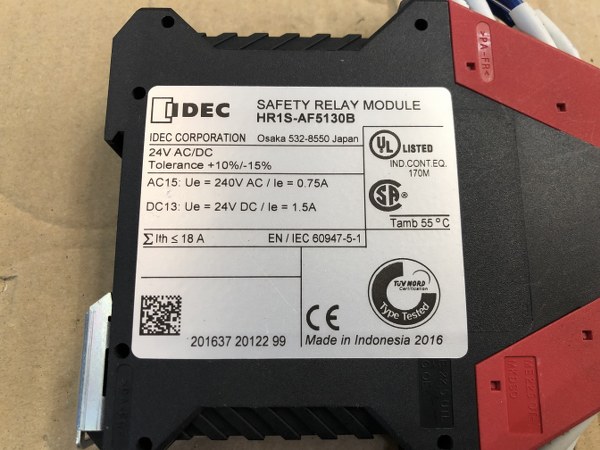 IDEC
SAFETY RELAY MODULE
HR1S-AF5130B
IDEC CORPORATION Osaka 532-8550 Japan
24V AC/DC
Tolerance +10%/-15%
AC15: Ue = 240V AC / Ie = 0.75A
DC13: Ue = 24V DC / Ie = 1.5A
∑Ith ≤ 18 A EN / IEC 60947-5-1
UL LISTED
IND.CONT.EQ.
170M
SA ®
Tamb 55 °C
TÜV NORD
Certification
Type Tested
CE
201637 20122 99
Made in Indonesia 2016
>PA-FR<